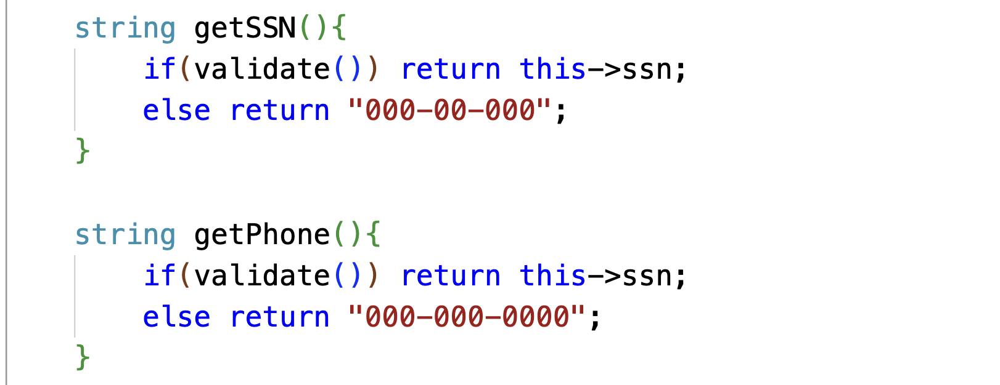 string getSSN(){
if(validate()) return this->ssn;
else return "000-00-000";
}
string getPhone(){
if(validate()) return this->ssn;
else return "000-000-0000";
}